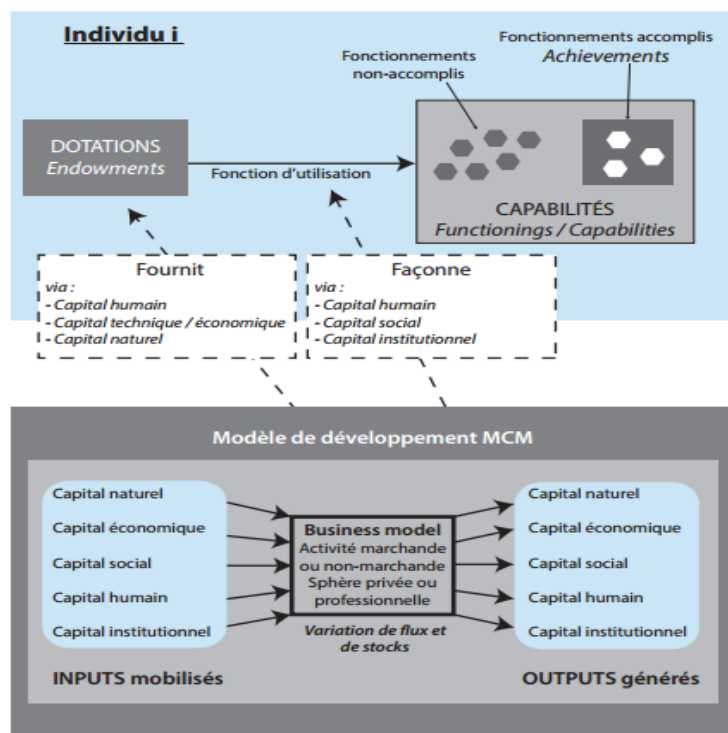 Individu i
Fonctionnements
non-accomplis
Fonctionnements accomplis
Achievements
DOTATIONS
Endowments
Fonction d'utilisation
CAPABILITÉS
Functionings / Capabilities
Fournit
via :
- Capital humain
- Capital technique / économique
- Capital naturel
Façonne
via :
- Capital humain
- Capital social
- Capital institutionnel
Modèle de développement MCM
Capital naturel
Capital économique
Capital social
Capital humain
Capital institutionnel
INPUTS mobilisés
Business model
Activité marchande
ou non-marchande
Sphère privée ou
professionnelle
Variation de flux et
de stocks
Capital naturel
Capital économique
Capital social
Capital humain
Capital institutionnel
OUTPUTS générés